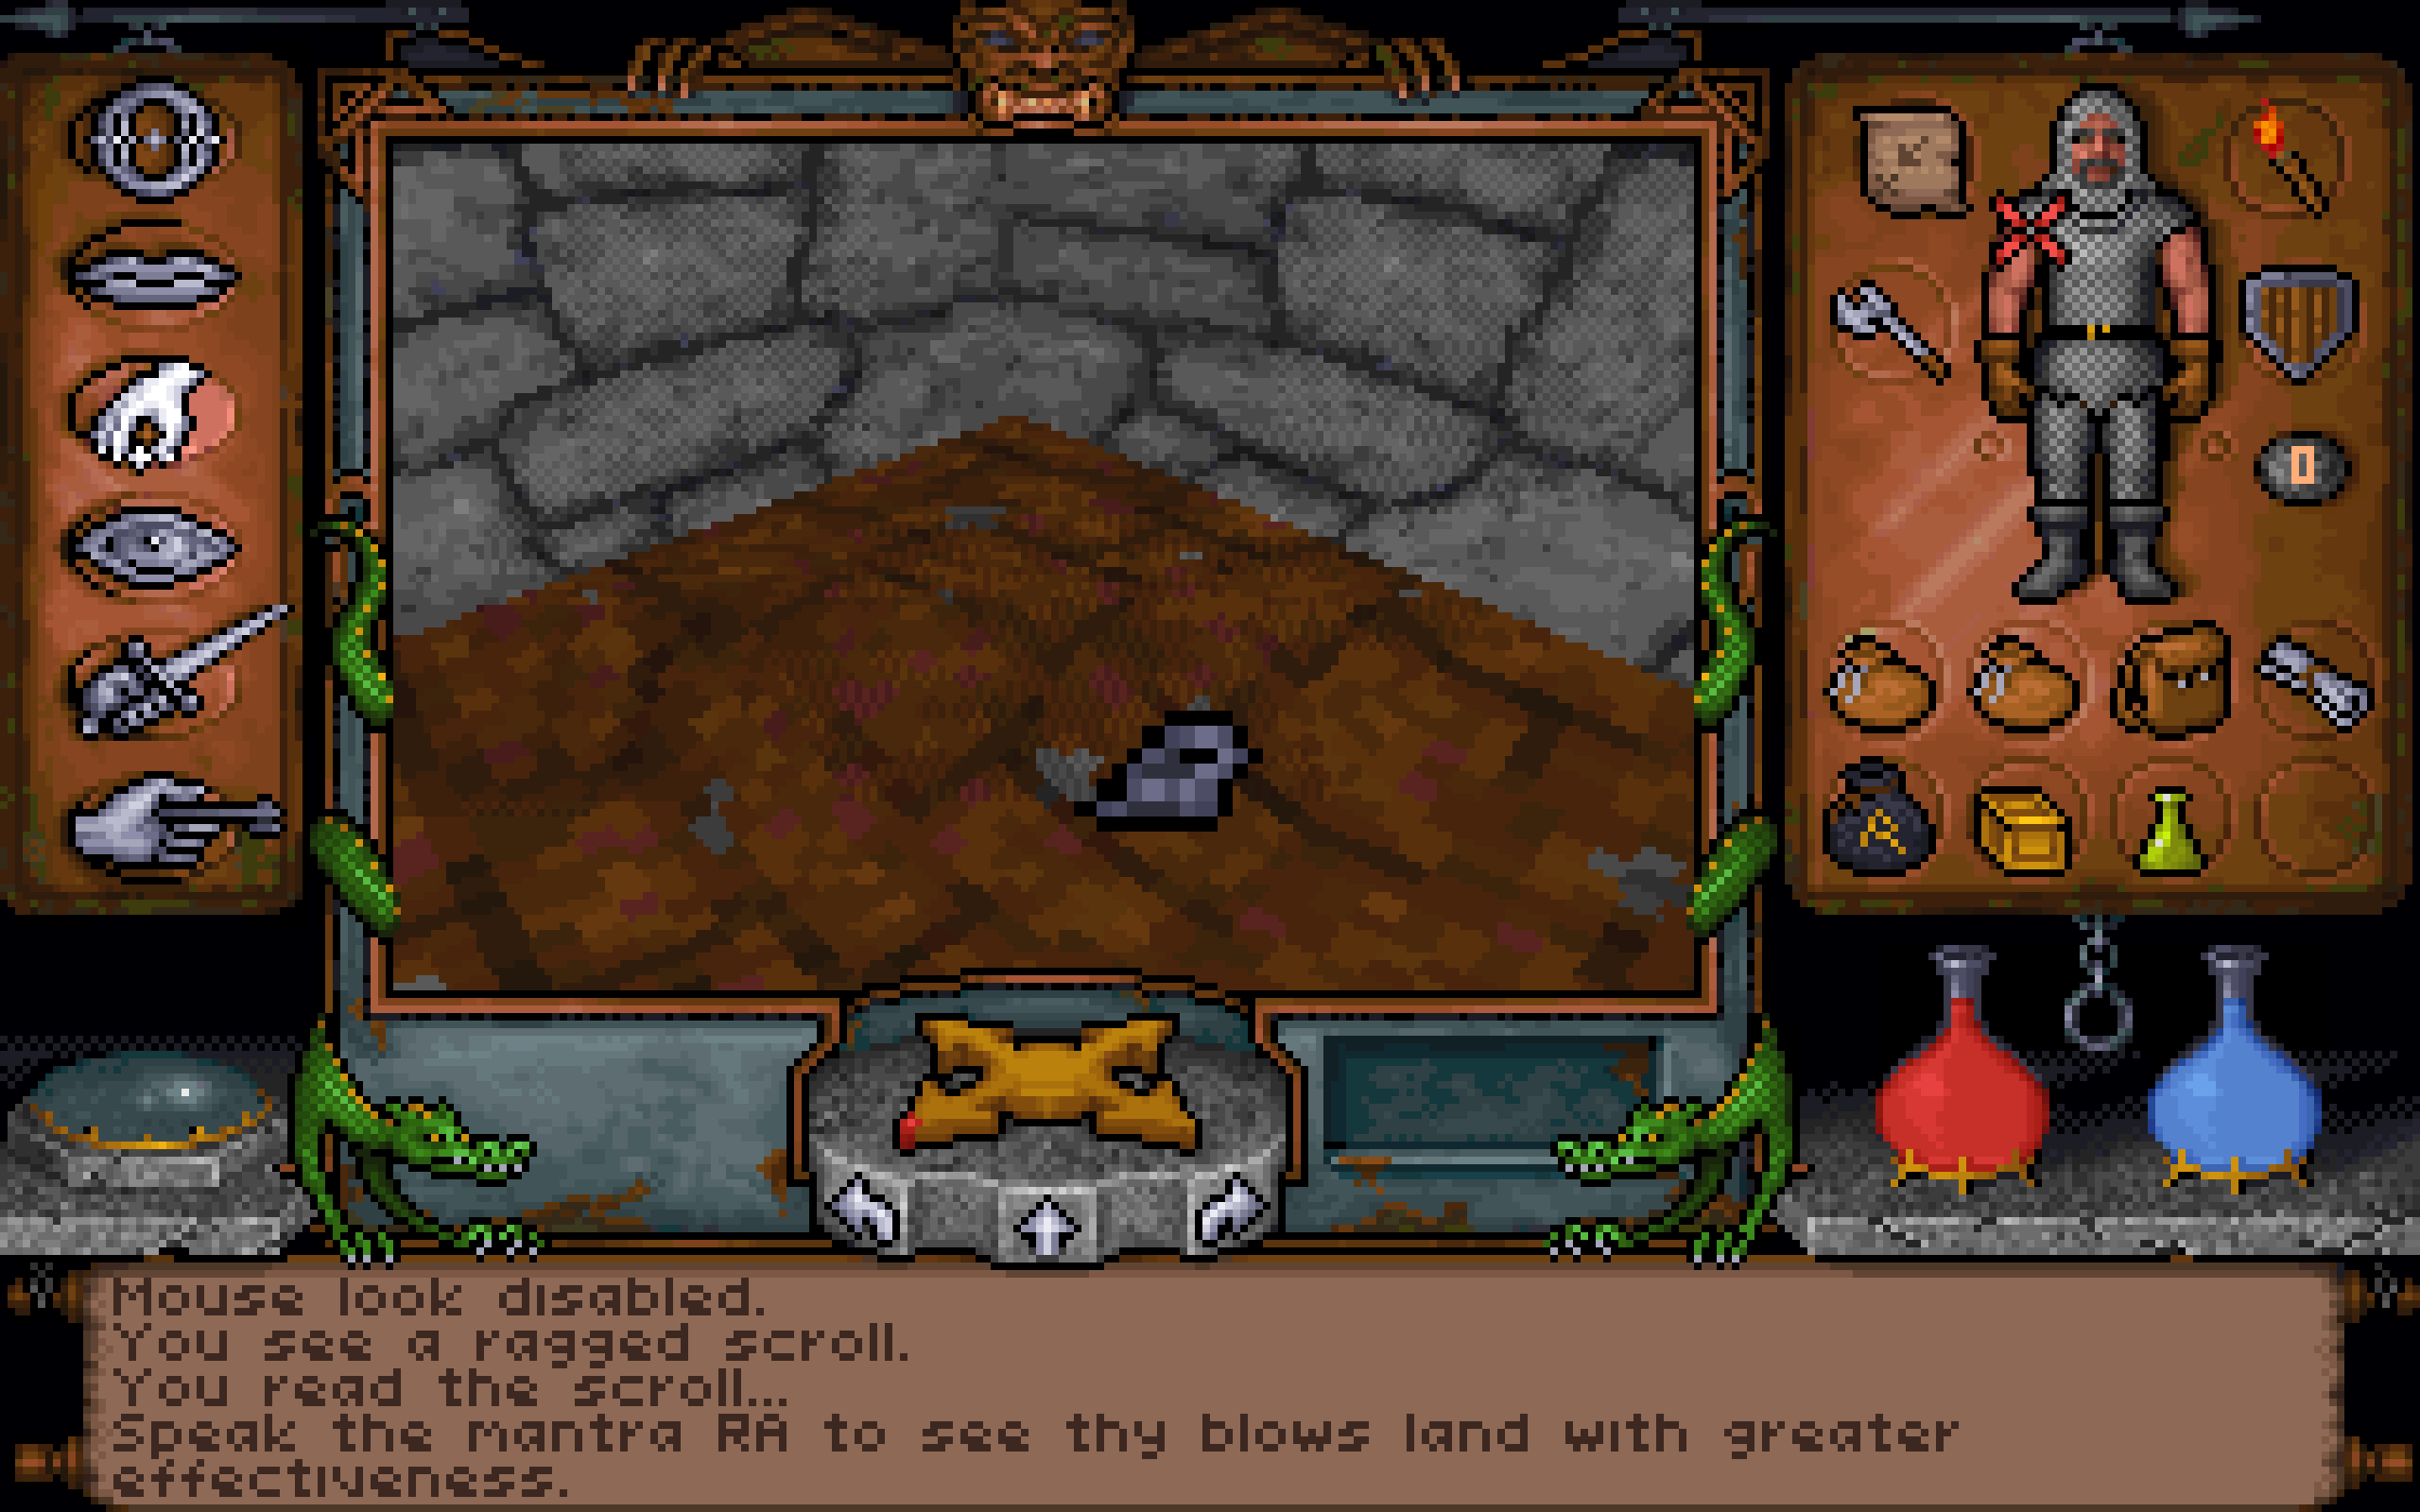 0
Mouse look disabled.
You see a ragged scroll.
You read the scroll...
Speak the mantra RA to see thy blows land with greater
effectiveness.